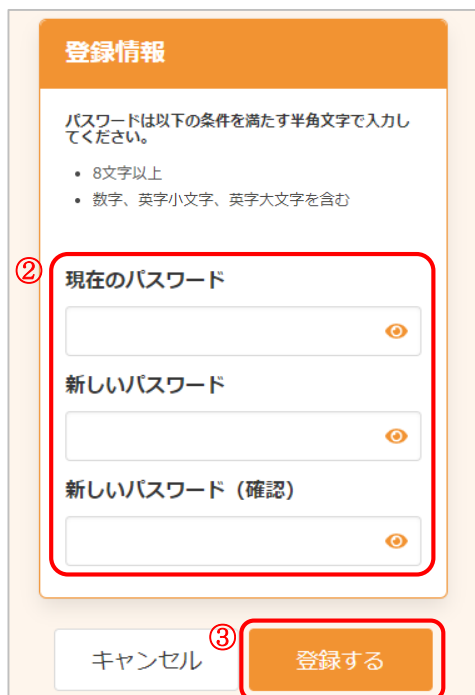 登録情報
パスワードは以下の条件を満たす半角文字で入力し
てください。
• 8文字以上
• 数字、英字小文字、英字大文字を含む
②
現在のパスワード
新しいパスワード
新しいパスワード（確認）
キャンセル
③
登録する